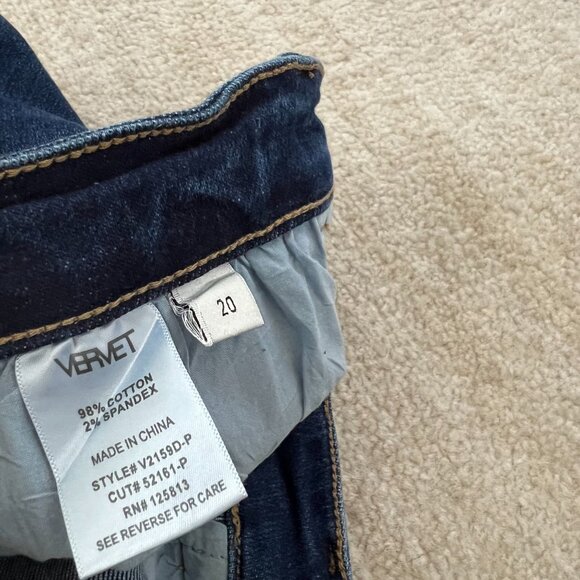 20
VERVET
98% COTTON
2% SPANDEX
MADE IN CHINA
STYLE# V2159D-P
CUT# 52161-P
RN# 125813
SEE REVERSE FOR CARE